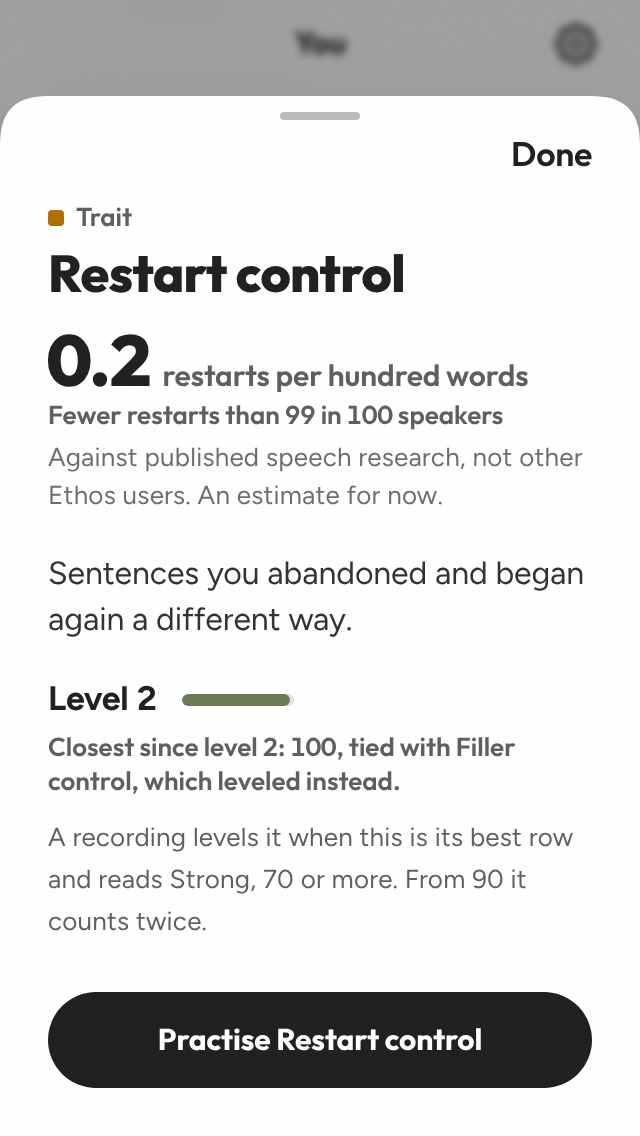 You
Done
Trait
Restart control
0.2 restarts per hundred words
Fewer restarts than 99 in 100 speakers
Against published speech research, not other
Ethos users. An estimate for now.
Sentences you abandoned and began
again a different way.
Level 2
Closest since level 2: 100, tied with Filler
control, which leveled instead.
A recording levels it when this is its best row
and reads Strong, 70 or more. From 90 it
counts twice.
Practise Restart control